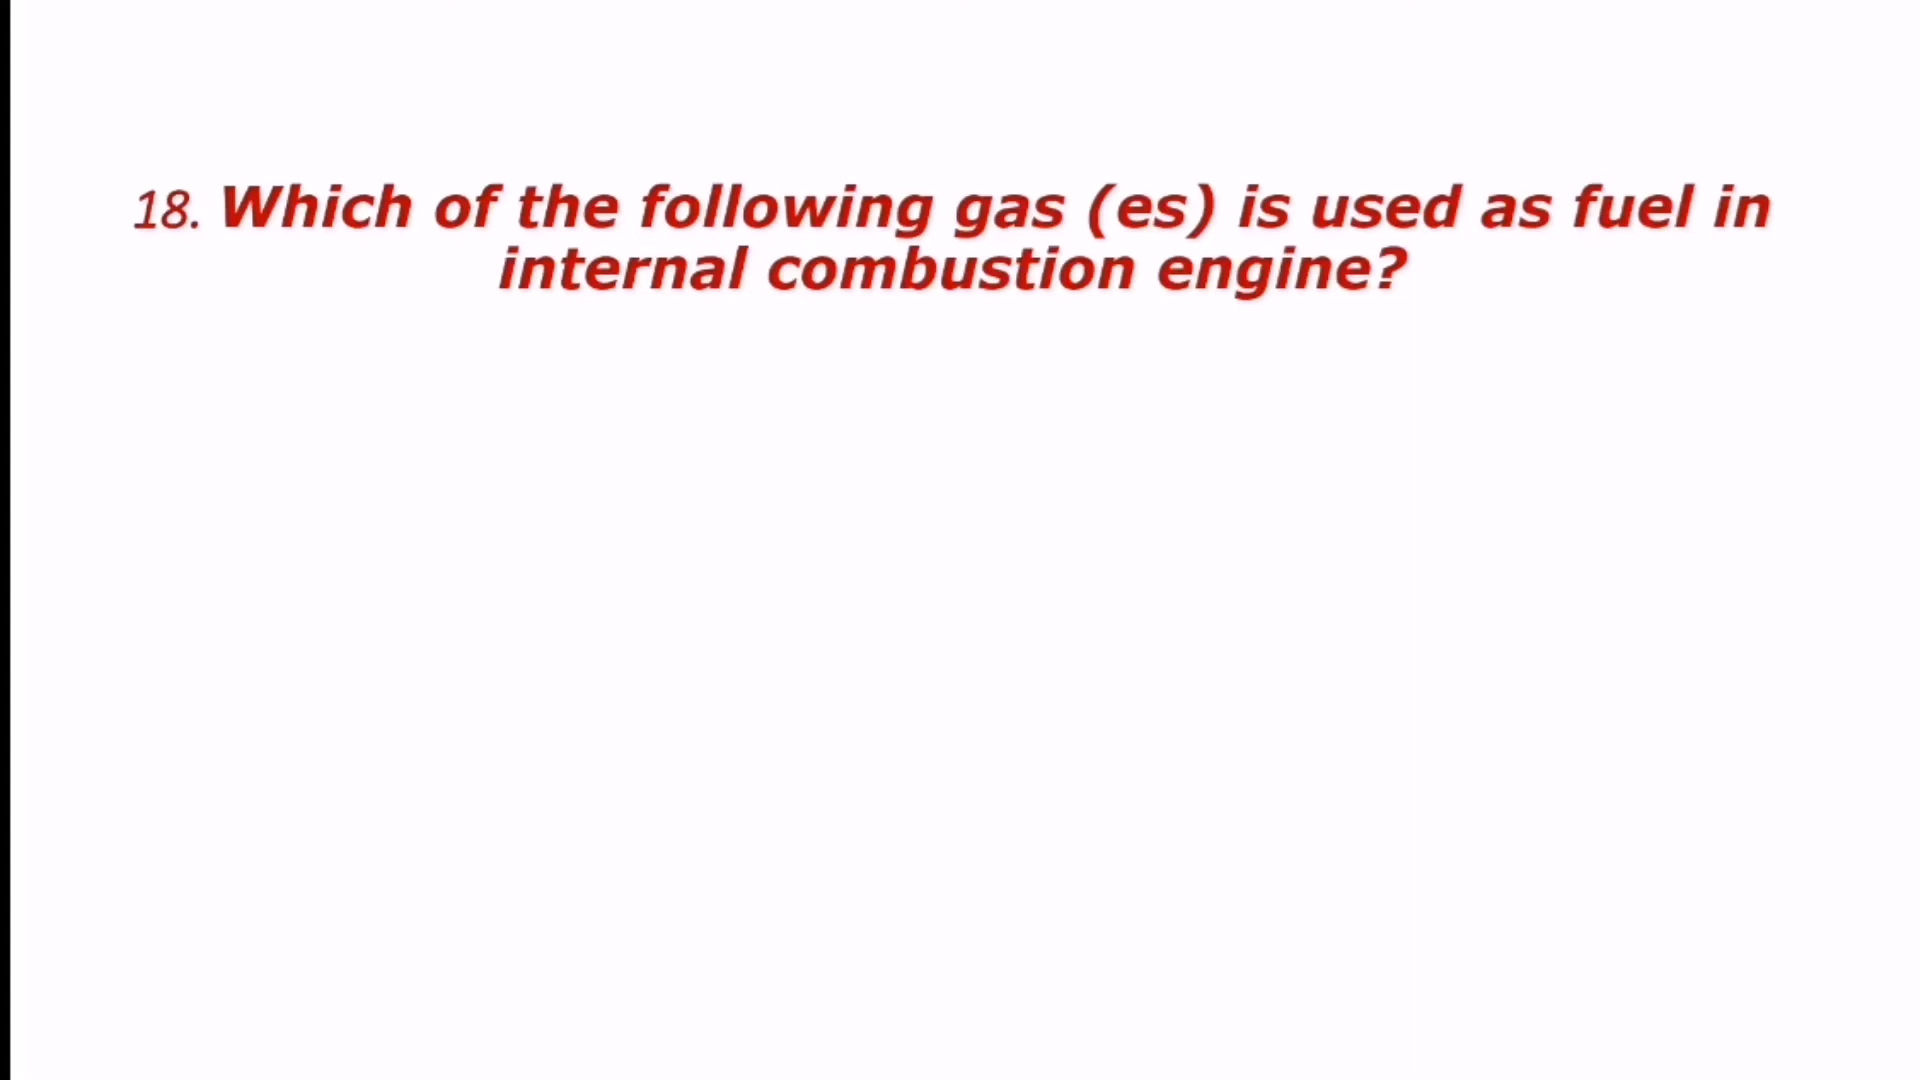 18. Which of the following gas (es) is used as fuel in
internal combustion engine?